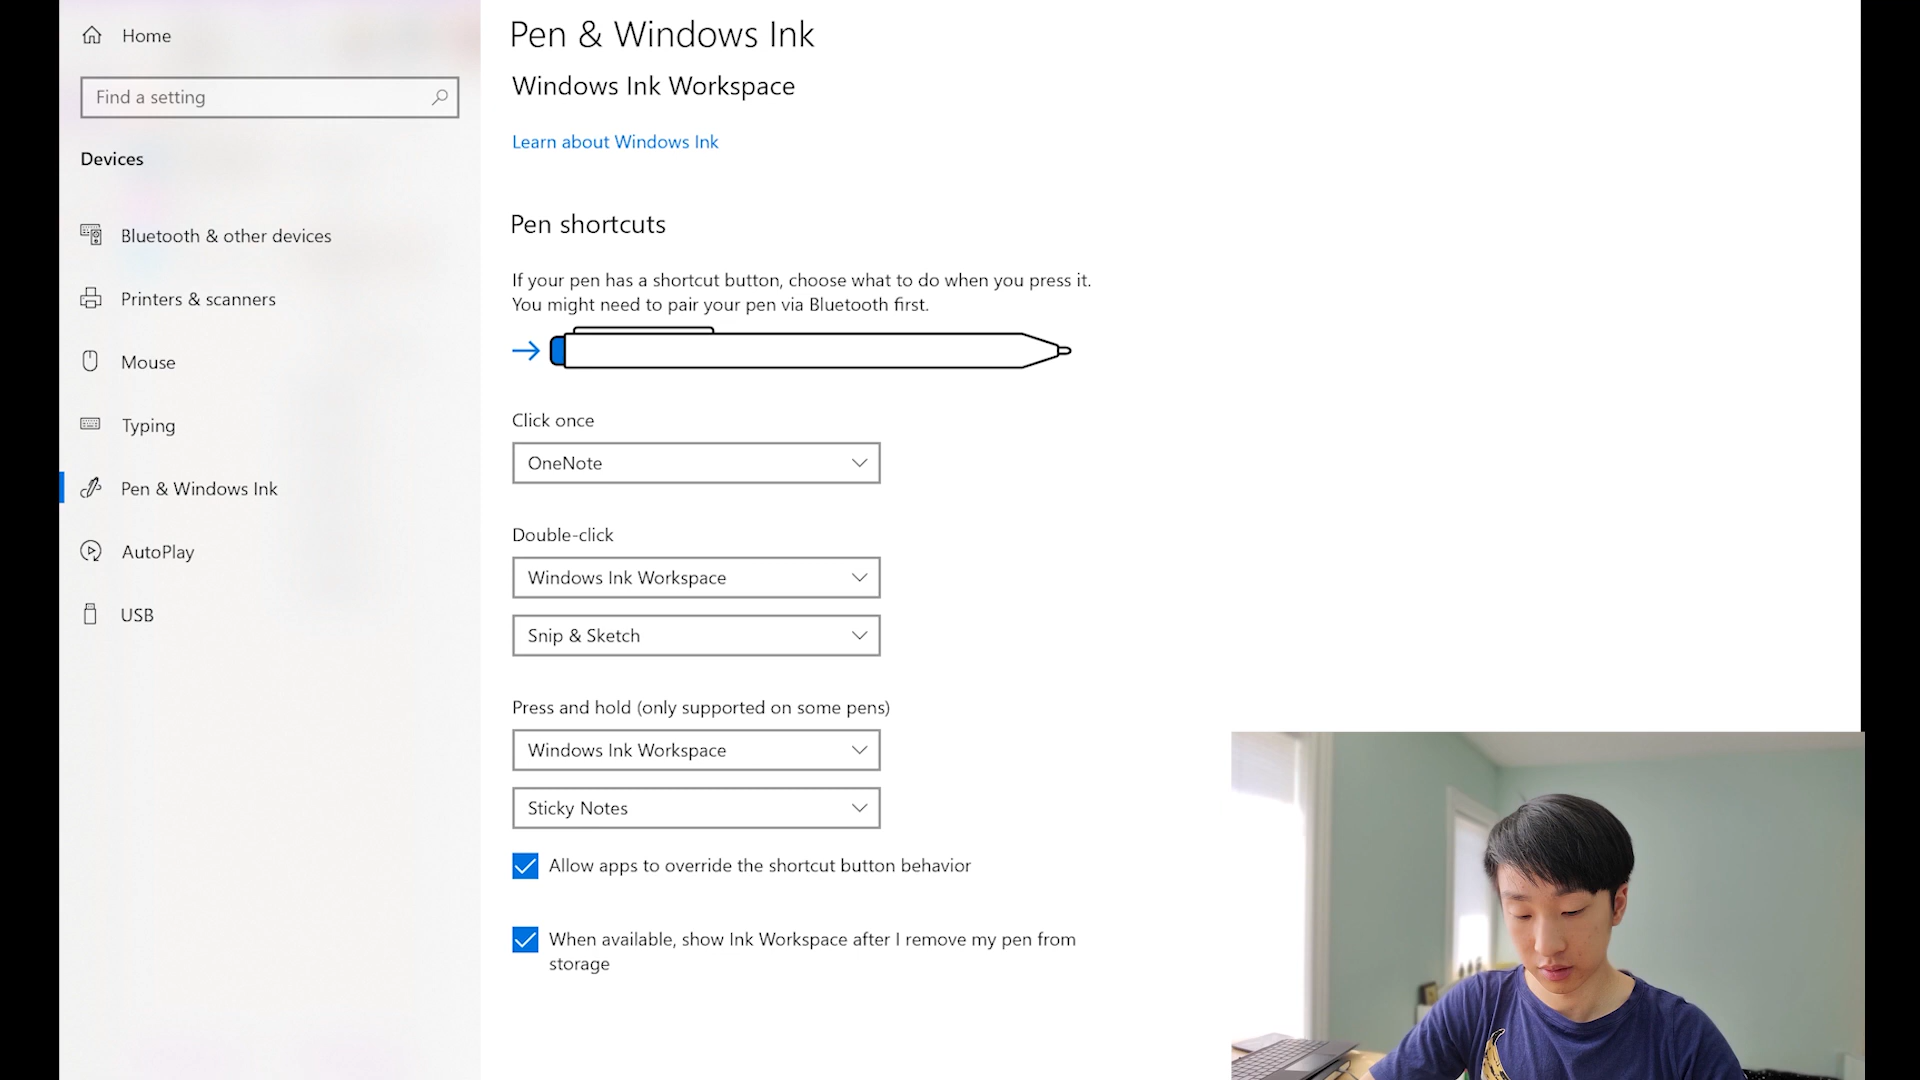 Home
Find a setting
Devices
Bluetooth & other devices
Printers & scanners
Mouse
Typing
Pen & Windows Ink
AutoPlay
USB
Pen & Windows Ink
Windows Ink Workspace
Learn about Windows Ink
Pen shortcuts
If your pen has a shortcut button, choose what to do when you press it.
You might need to pair your pen via Bluetooth first.
Click once
OneNote
Double-click
Windows Ink Workspace
Snip & Sketch
Press and hold (only supported on some pens)
Windows Ink Workspace
Sticky Notes
Allow apps to override the shortcut button behavior
When available, show Ink Workspace after I remove my pen from
storage